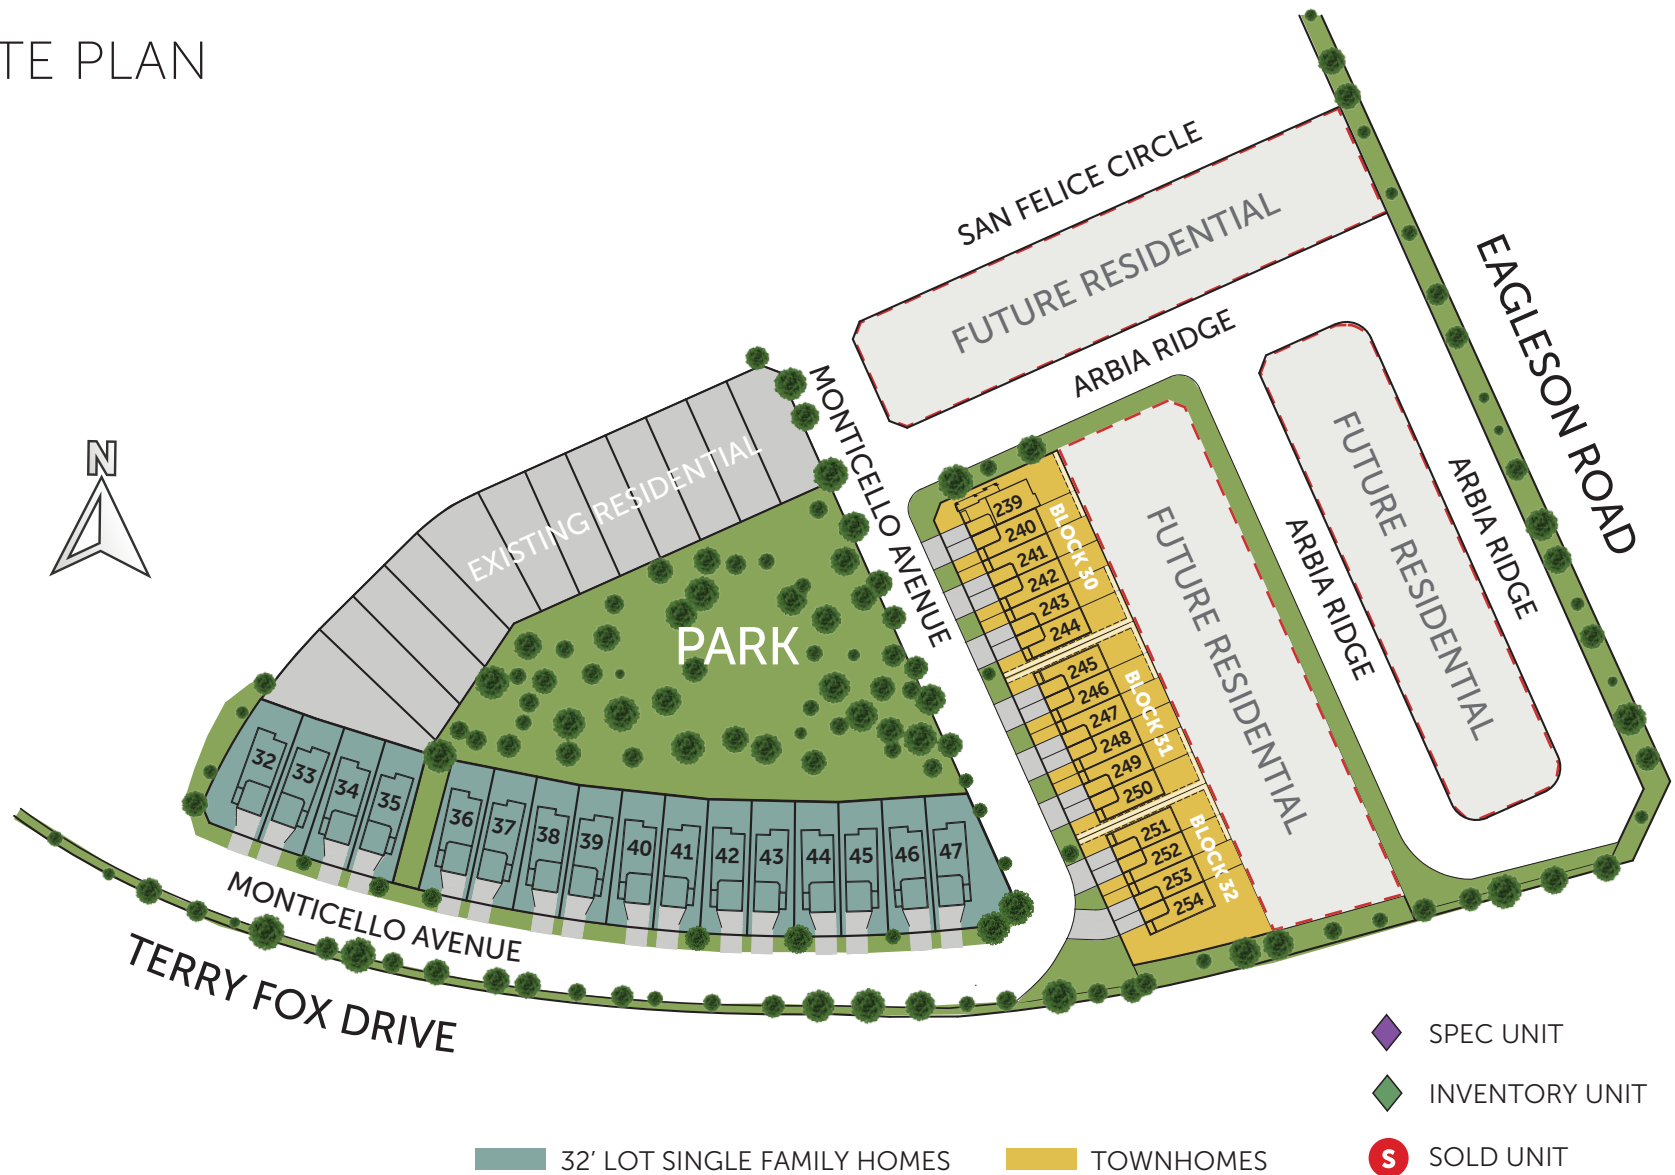 TE PLAN
SAN FELICE CIRCLE
FUTURE RESIDENTIAL
ARBIA RIDGE
EAGLESON ROAD
MONTICELLO AVENUE
N
EXISTING RESIDENTIAL
PARK
FUTURE RESIDENTIAL
ARBIA RIDGE
FUTURE RESIDENTIAL
ARBIA RIDGE
BLOCK 30
239
240
241
242
243
244
BLOCK 31
245
246
247
248
249
250
BLOCK 32
251
252
253
254
32
33
34
35
36
37
38
39
40
41
42
43
44
45
46
47
MONTICELLO AVENUE
TERRY FOX DRIVE
SPEC UNIT
INVENTORY UNIT
32' LOT SINGLE FAMILY HOMES
TOWNHOMES
S SOLD UNIT